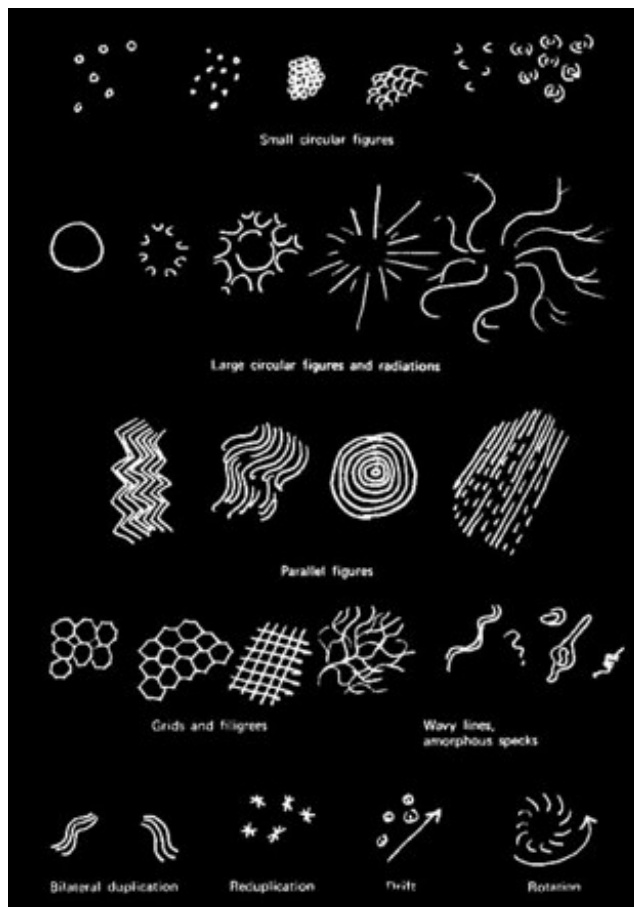 Small circular figures
Large circular figures and radiations
Parallel figures
Grids and filigrees
Wavy lines,
amorphous specks
Bilateral duplication
Reduplication
Drift
Rotation